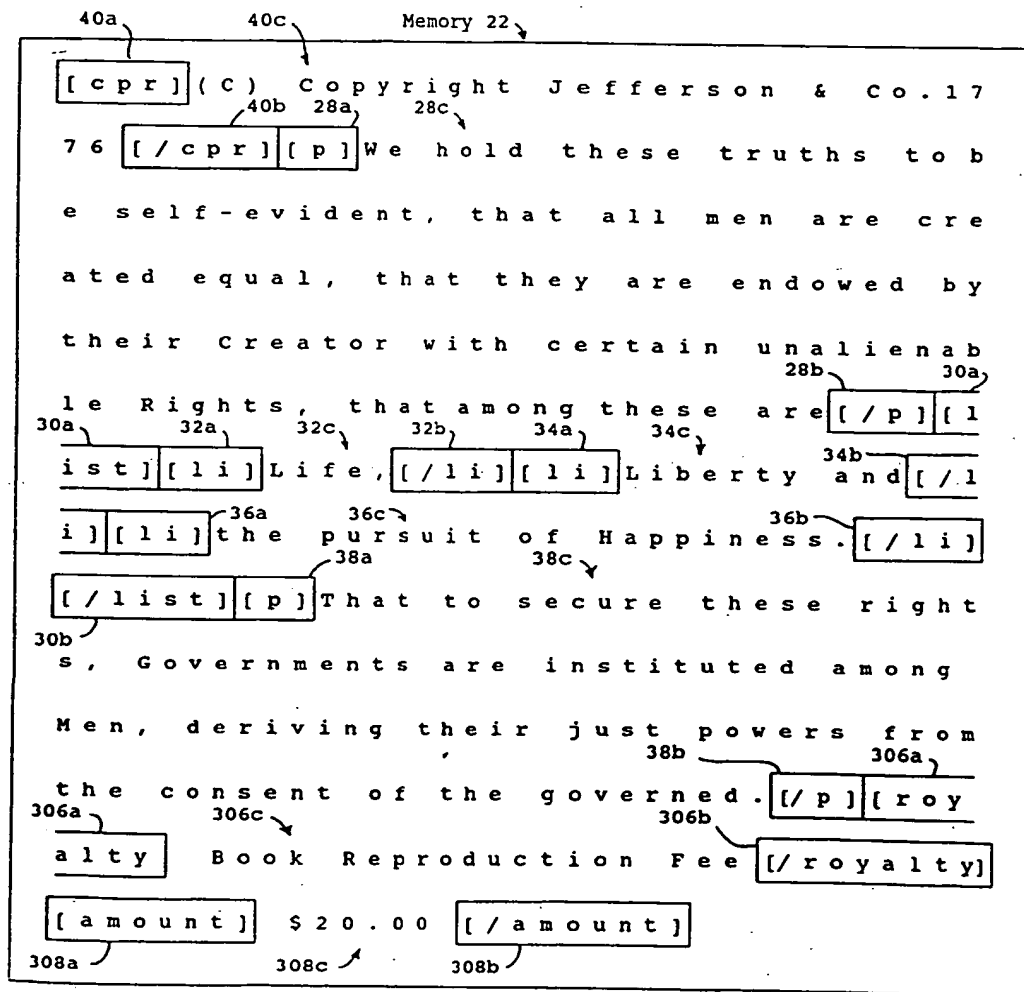 40a 40c Memory 22
[cpr](C) Copyright Jefferson & Co.17
40b 28a 28c
76 [/cpr][p]We hold these truths to b
e self-evident, that all men are cre
ated equal, that they are endowed by
their Creator with certain unalienab
28b 30a
le Rights, that among these are[/p][l
30a 32a 32c 32b 34a 34c 34b
ist][li]Life,[/li][li]Liberty and[/l
36a 36c 36b
i][li]the pursuit of Happiness.[/li]
38a 38c
[/list][p]That to secure these right
30b
s, Governments are instituted among
Men, deriving their just powers from
38b 306a
the consent of the governed.[/p][roy
306a 306c 306b
alty Book Reproduction Fee[/royalty]
[amount] $20.00 [/amount]
308a 308c 308b